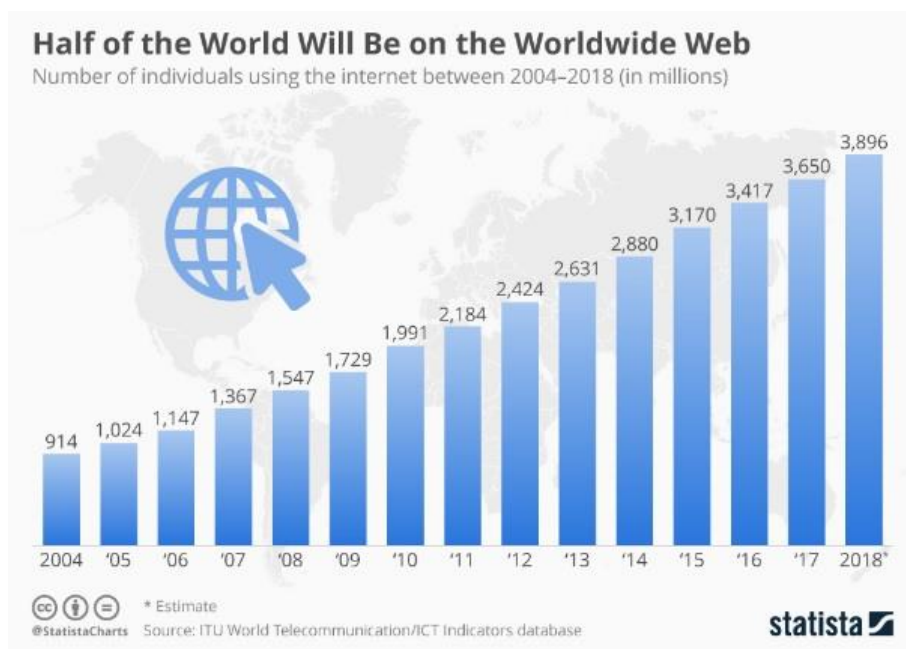 Half of the World Will Be on the Worldwide Web
Number of individuals using the internet between 2004–2018 (in millions)
914
1,024
1,147
1,367
1,547
1,729
1,991
2,184
2,424
2,631
2,880
3,170
3,417
3,650
3,896
2004 ‘05 ‘06 ‘07 ‘08 ‘09 ‘10 ‘11 ‘12 ‘13 ‘14 ‘15 ‘16 ‘17 2018*
cc
* Estimate
@StatistaCharts Source: ITU World Telecommunication/ICT Indicators database
statista